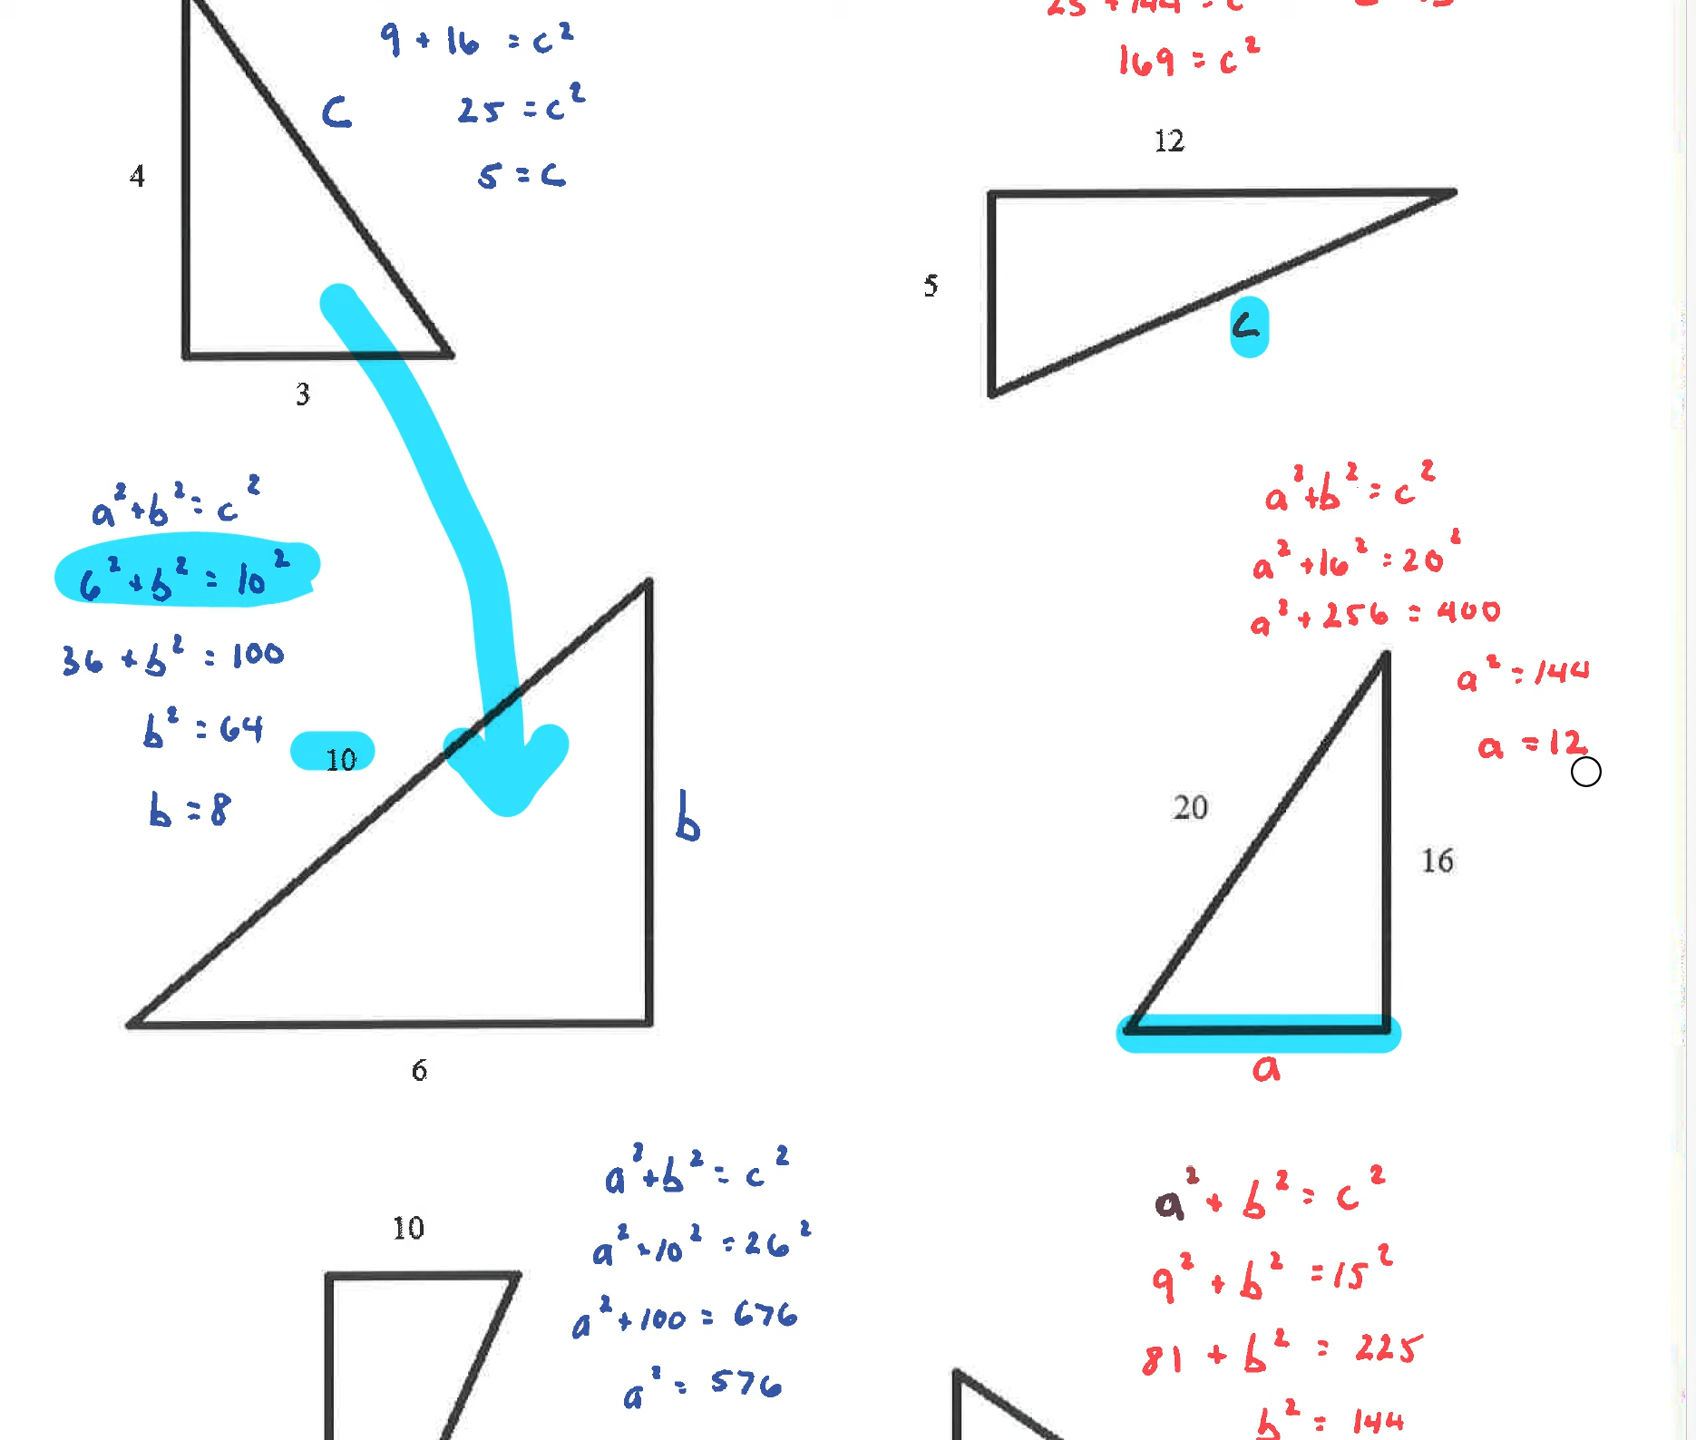 9 + 16 = c²
25 = c²
5 = c
c
4
3
169 = c²
12
5
c
a² + b² = c²
6² + b² = 10²
36 + b² = 100
b² = 64
b = 8
10
b
6
a² + b² = c²
a² + 16² = 20²
a² + 256 = 400
a² = 144
a = 12
20
16
a
10
a² + b² = c²
a² + 10² = 26²
a² + 100 = 676
a² = 576
a² + b² = c²
9² + b² = 15²
81 + b² = 225
b² = 144